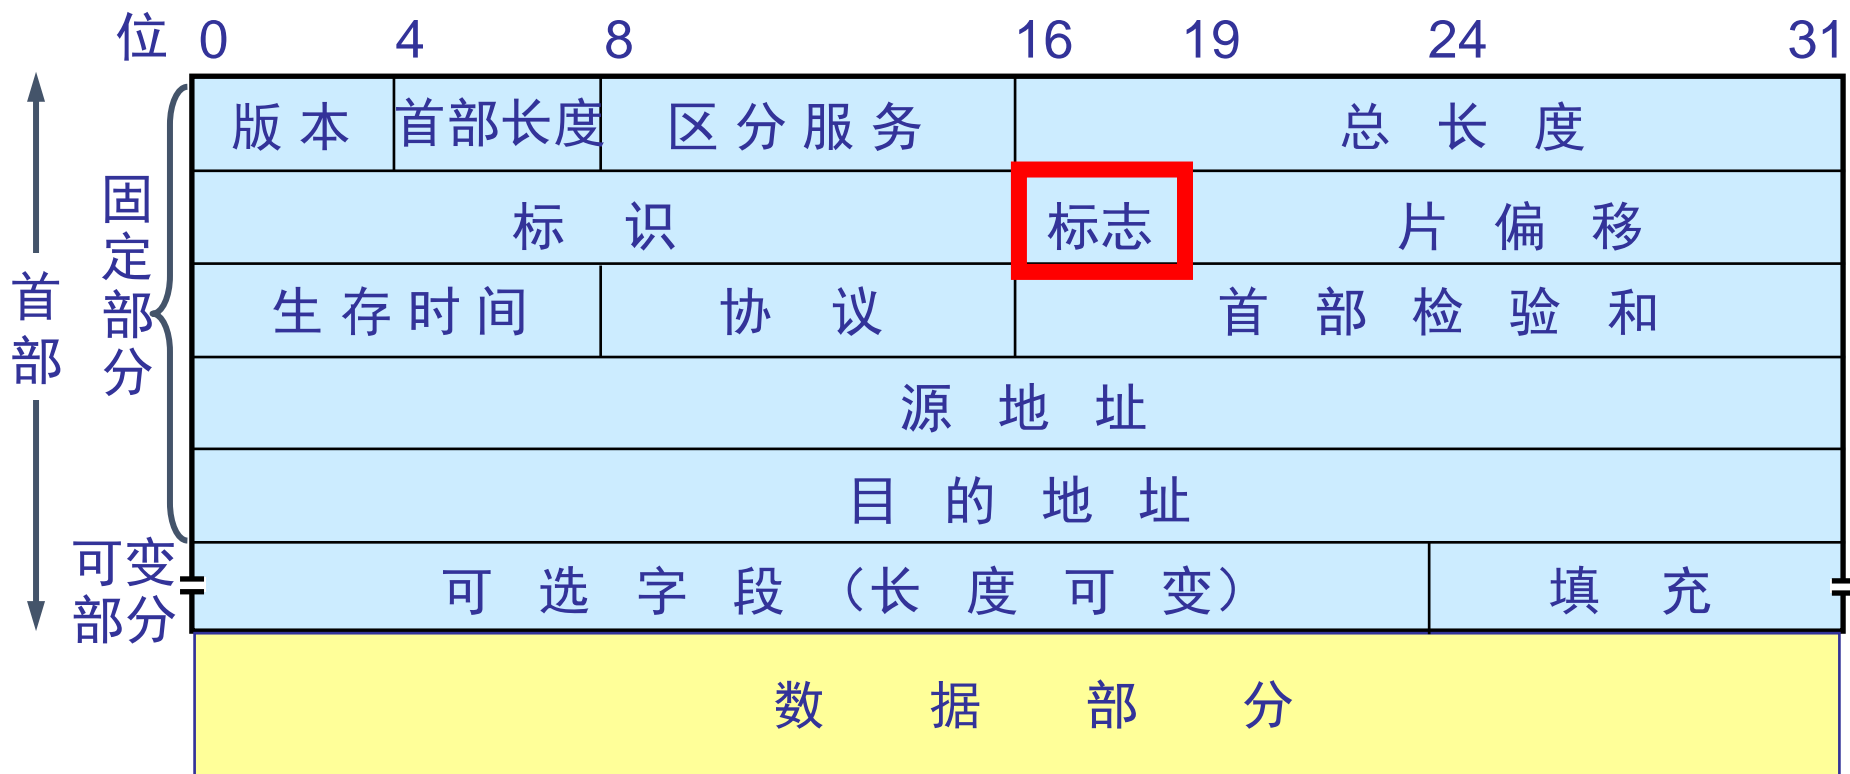 位 0 4 8 16 19 24 31
版本 首部长度 区分服务 总长度
标识 标志 片偏移
生存时间 协议 首部检验和
源地址
目的地址
可选字段（长度可变） 填充
数据部分
首部
固定部分
可变
部分